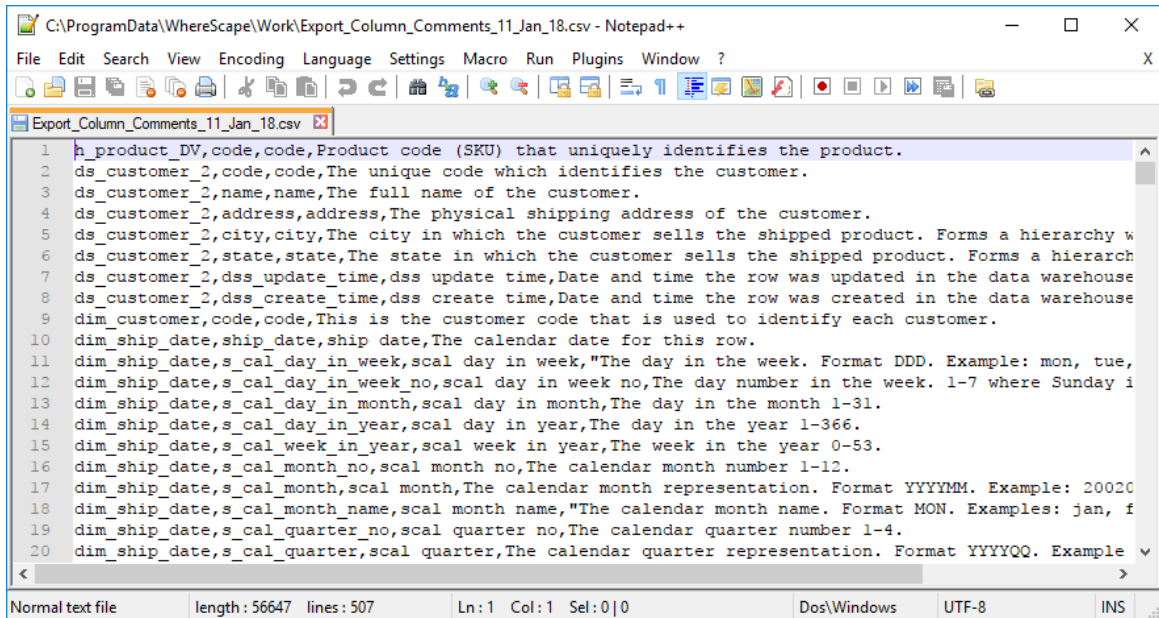 C:\ProgramData\WhereScape\Work\Export_Column_Comments_11_Jan_18.csv - Notepad++
File Edit Search View Encoding Language Settings Macro Run Plugins Window ? X
Export_Column_Comments_11_Jan_18.csv
1 h_product_DV,code,code,Product code (SKU) that uniquely identifies the product.
2 ds_customer_2,code,code,The unique code which identifies the customer.
3 ds_customer_2,name,name,The full name of the customer.
4 ds_customer_2,address,address,The physical shipping address of the customer.
5 ds_customer_2,city,city,The city in which the customer sells the shipped product. Forms a hierarchy w
6 ds_customer_2,state,state,The state in which the customer sells the shipped product. Forms a hierarch
7 ds_customer_2,dss_update_time,dss update time,Date and time the row was updated in the data warehouse
8 ds_customer_2,dss_create_time,dss create time,Date and time the row was created in the data warehouse
9 dim_customer,code,code,This is the customer code that is used to identify each customer.
10 dim_ship_date,ship_date,ship date,The calendar date for this row.
11 dim_ship_date,s_cal_day_in_week,scal day in week,"The day in the week. Format DDD. Example: mon, tue,
12 dim_ship_date,s_cal_day_in_week_no,scal day in week no,The day number in the week. 1-7 where Sunday i
13 dim_ship_date,s_cal_day_in_month,scal day in month,The day in the month 1-31.
14 dim_ship_date,s_cal_day_in_year,scal day in year,The day in the year 1-366.
15 dim_ship_date,s_cal_week_in_year,scal week in year,The week in the year 0-53.
16 dim_ship_date,s_cal_month_no,scal month no,The calendar month number 1-12.
17 dim_ship_date,s_cal_month,scal month,The calendar month representation. Format YYYYMM. Example: 20020
18 dim_ship_date,s_cal_month_name,scal month name,"The calendar month name. Format MON. Examples: jan, f
19 dim_ship_date,s_cal_quarter_no,scal quarter no,The calendar quarter number 1-4.
20 dim_ship_date,s_cal_quarter,scal quarter,The calendar quarter representation. Format YYYYQQ. Example
Normal text file length : 56647 lines : 507 Ln : 1 Col : 1 Sel : 0 | 0 Dos\Windows UTF-8 INS